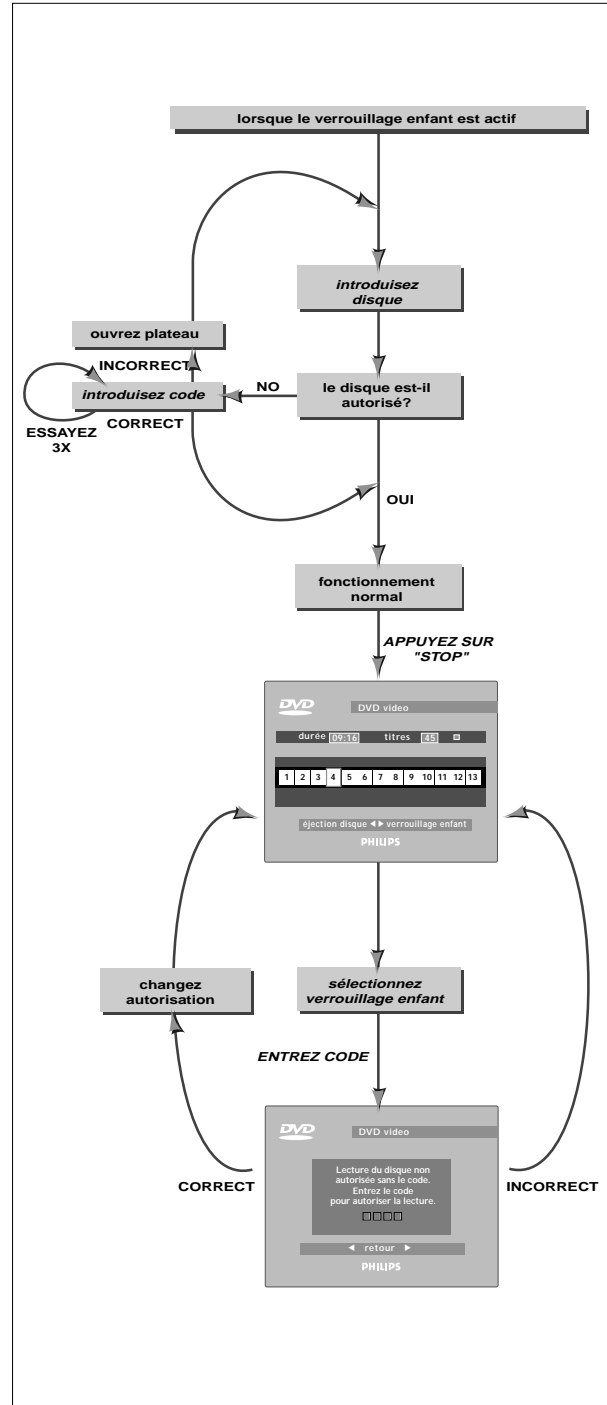 lorsque le verrouillage enfant est actif
introduisez
disque
ouvrez plateau
INCORRECT
NO
le disque est-il
autorisé?
introduisez code
CORRECT
ESSAYEZ
3X
OUI
fonctionnement
normal
APPUYEZ SUR
"STOP"
DVD
DVD video
durée 09:16 titres 45
1 2 3 4 5 6 7 8 9 10 11 12 13
éjection disque ◄ ► verrouillage enfant
PHILIPS
changez
autorisation
sélectionnez
verrouillage enfant
ENTREZ CODE
DVD
DVD video
Lecture du disque non
autorisée sans le code.
Entrez le code
pour autoriser la lecture.
CORRECT
INCORRECT
◄ retour ►
PHILIPS